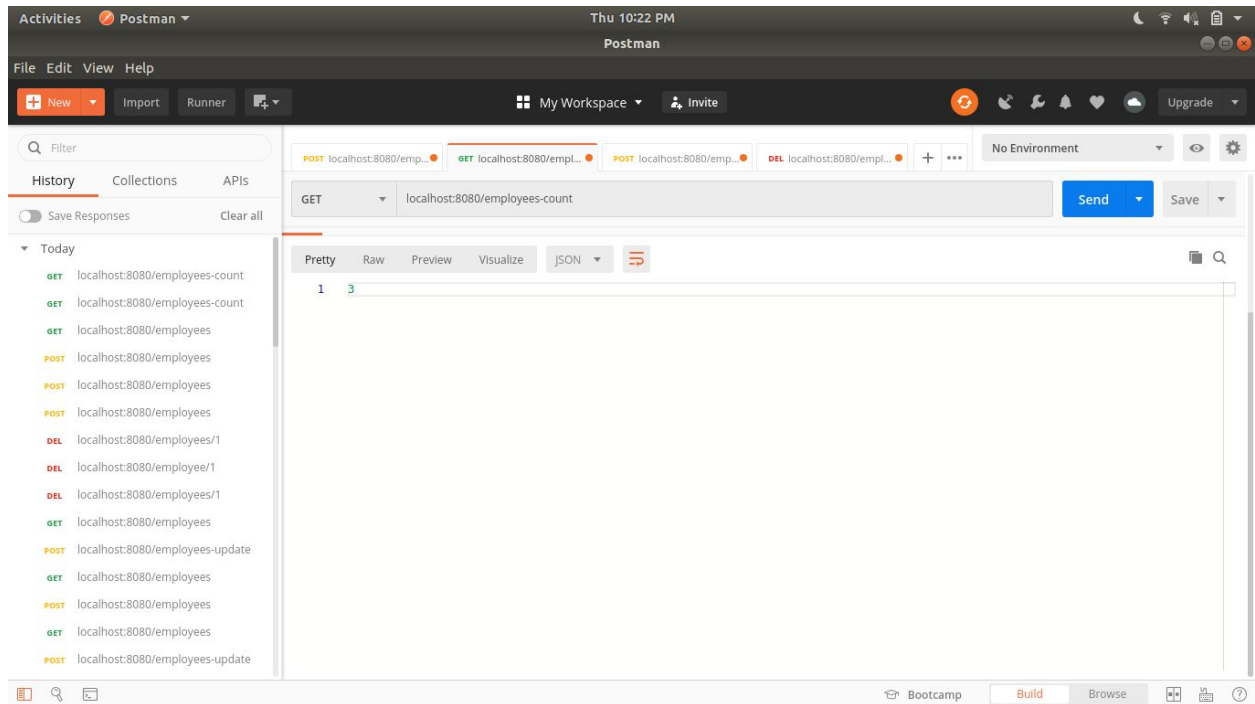 Activities Postman Thu 10:22 PM
Postman
File Edit View Help
New Import Runner My Workspace Invite Upgrade
Filter
History Collections APIs
Save Responses Clear all
Today
GET localhost:8080/employees-count
GET localhost:8080/employees-count
GET localhost:8080/employees
POST localhost:8080/employees
POST localhost:8080/employees
POST localhost:8080/employees
DEL localhost:8080/employees/1
DEL localhost:8080/employee/1
DEL localhost:8080/employees/1
GET localhost:8080/employees
POST localhost:8080/employees-update
GET localhost:8080/employees
POST localhost:8080/employees
GET localhost:8080/employees
POST localhost:8080/employees-update
POST localhost:8080/emp... GET localhost:8080/empl... POST localhost:8080/emp... DEL localhost:8080/empl... No Environment
GET localhost:8080/employees-count Send Save
Pretty Raw Preview Visualize JSON
1 3
Bootcamp Build Browse